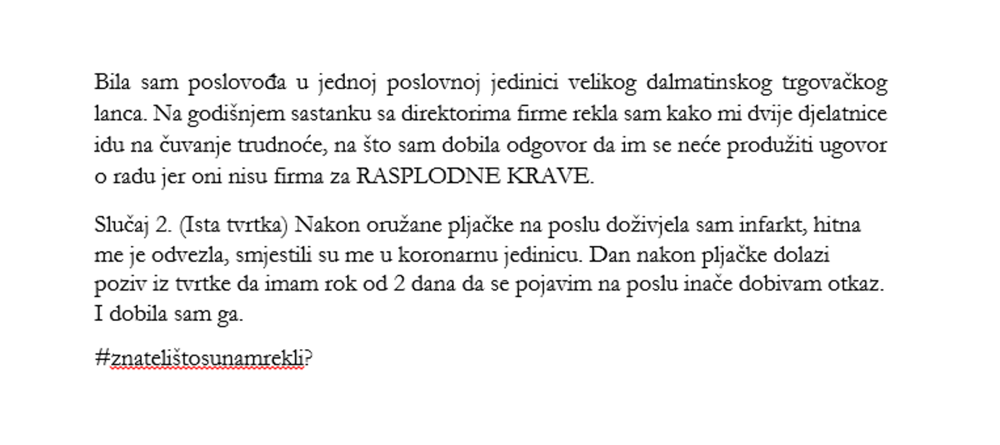 Bila sam poslovođa u jednoj poslovnoj jedinici velikog dalmatinskog trgovačkog
lanca. Na godišnjem sastanku sa direktorima firme rekla sam kako mi dvije djelatnice
idu na čuvanje trudnoće, na što sam dobila odgovor da im se neće produžiti ugovor
o radu jer oni nisu firma za RASPLODNE KRAVE.
Slučaj 2. (Ista tvrtka) Nakon oružane pljačke na poslu doživjela sam infarkt, hitna
me je odvezla, smjestili su me u koronarnu jedinicu. Dan nakon pljačke dolazi
poziv iz tvrtke da imam rok od 2 dana da se pojavim na poslu inače dobivam otkaz.
I dobila sam ga.
#znatelištosunamrekli?